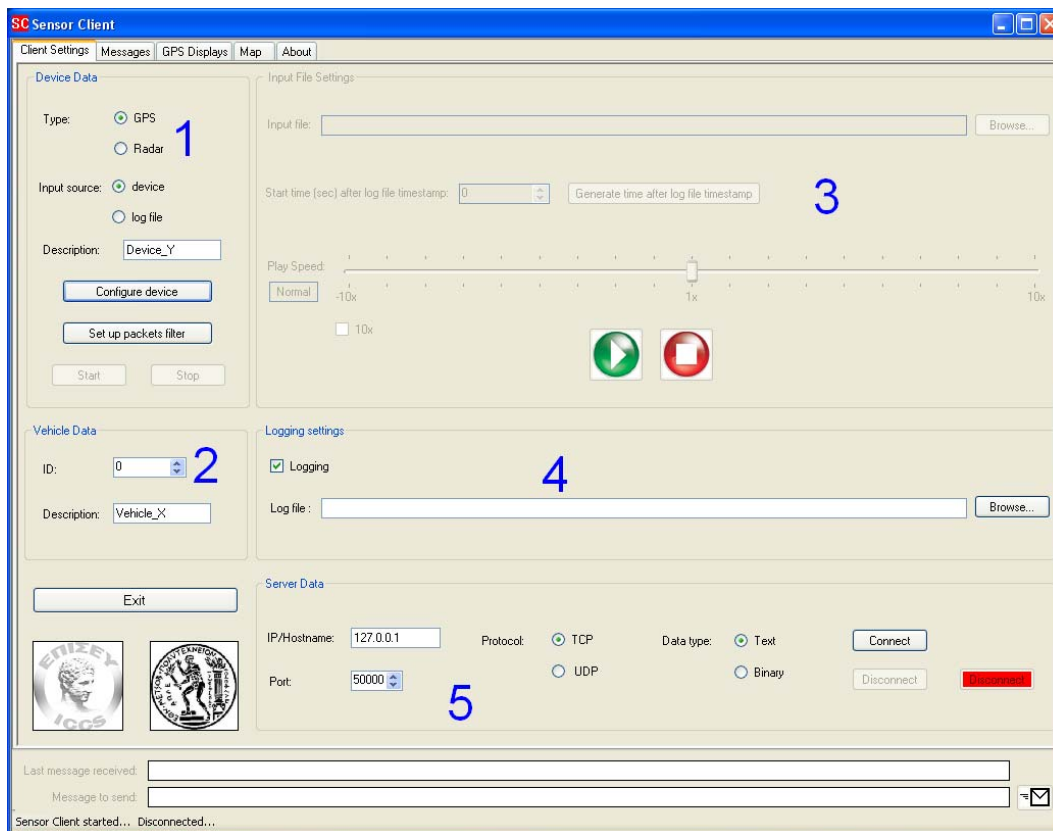 SC Sensor Client
Client Settings Messages GPS Displays Map About
Device Data
Type: GPS
Radar
1
Input source: device
log file
Description: Device_Y
Configure device
Set up packets filter
Start Stop
Input File Settings
Input file: Browse...
Start time (sec) after log file timestamp: 0 Generate time after log file timestamp
3
Play Speed:
Normal -10x 1x 10x
10x
Vehicle Data
ID: 0
2
Description: Vehicle_X
Logging settings
Logging
4
Log file : Browse...
Exit
ΕΠΙΣΕΥ
ICCS
Server Data
IP/Hostname: 127.0.0.1 Protocol: TCP Data type: Text Connect
Port: 50000 UDP Binary Disconnect Disconnect
5
Last message received:
Message to send:
Sensor Client started... Disconnected...